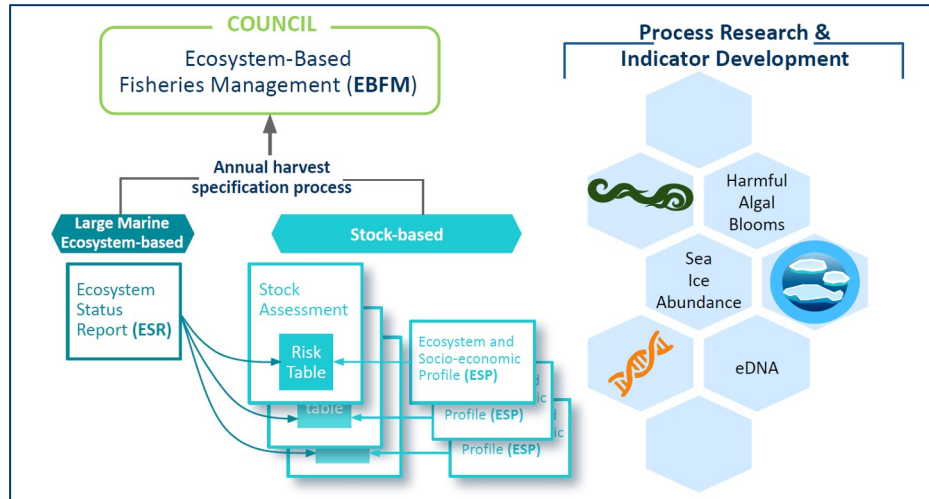 COUNCIL
Ecosystem-Based
Fisheries Management (EBFM)
Annual harvest
specification process
Large Marine
Ecosystem-based
Stock-based
Ecosystem
Status
Report (ESR)
Stock
Assessment
Risk
Table
table
Ecosystem and
Socio-economic
Profile (ESP)
Profile (ESP)
Profile (ESP)
Process Research &
Indicator Development
Harmful
Algal
Blooms
Sea
Ice
Abundance
eDNA